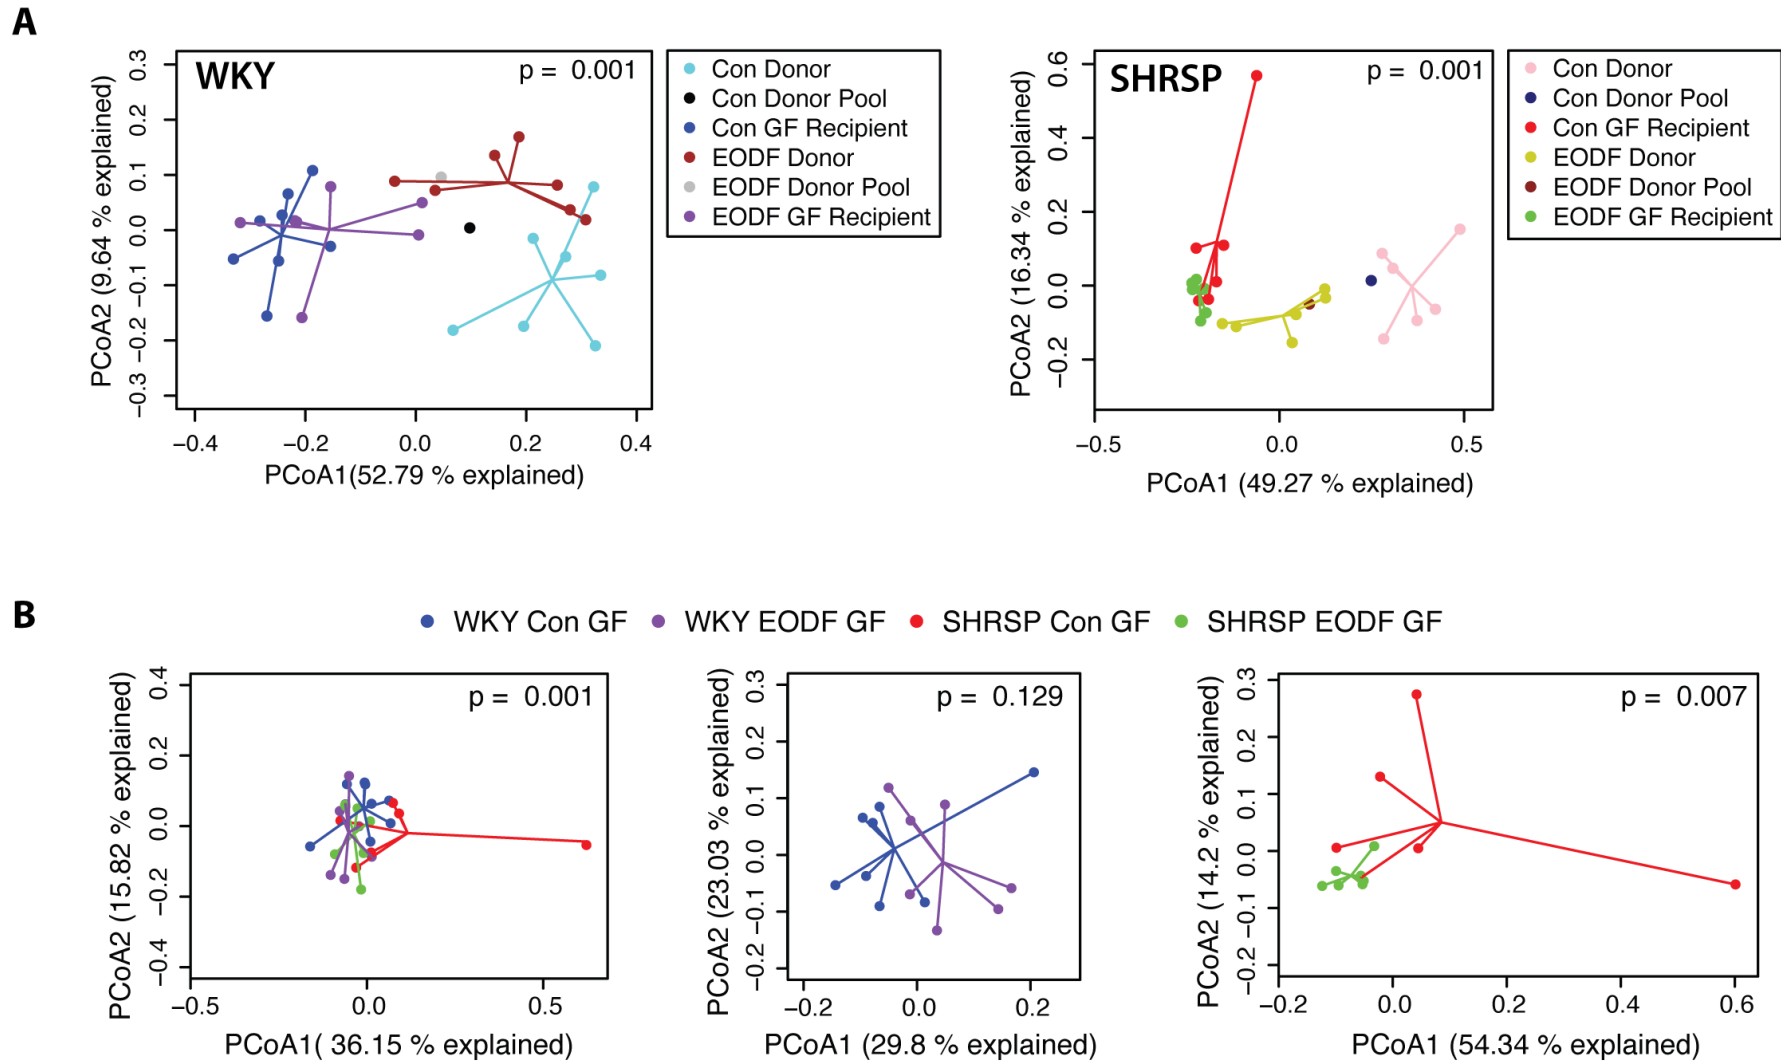 A
WKY
p = 0.001
PCoA2 (9.64 % explained)
0.3
0.2
0.1
0.0
−0.1
−0.2
−0.3
−0.4
−0.2
0.0
0.2
0.4
PCoA1(52.79 % explained)
Con Donor
Con Donor Pool
Con GF Recipient
EODF Donor
EODF Donor Pool
EODF GF Recipient
SHRSP
p = 0.001
PCoA2 (16.34 % explained)
0.6
0.4
0.2
0.0
−0.2
−0.5
0.0
0.5
PCoA1 (49.27 % explained)
Con Donor
Con Donor Pool
Con GF Recipient
EODF Donor
EODF Donor Pool
EODF GF Recipient
B
WKY Con GF
WKY EODF GF
SHRSP Con GF
SHRSP EODF GF
p = 0.001
PCoA2 (15.82 % explained)
0.4
0.2
0.0
−0.2
−0.4
−0.5
0.0
0.5
PCoA1( 36.15 % explained)
p = 0.129
PCoA2 (23.03 % explained)
0.3
0.2
0.1
0.0
−0.1
−0.2
−0.2
0.0
0.2
PCoA1 (29.8 % explained)
p = 0.007
PCoA2 (14.2 % explained)
0.3
0.2
0.1
0.0
−0.1
−0.2
−0.2
0.0
0.2
0.4
0.6
PCoA1 (54.34 % explained)